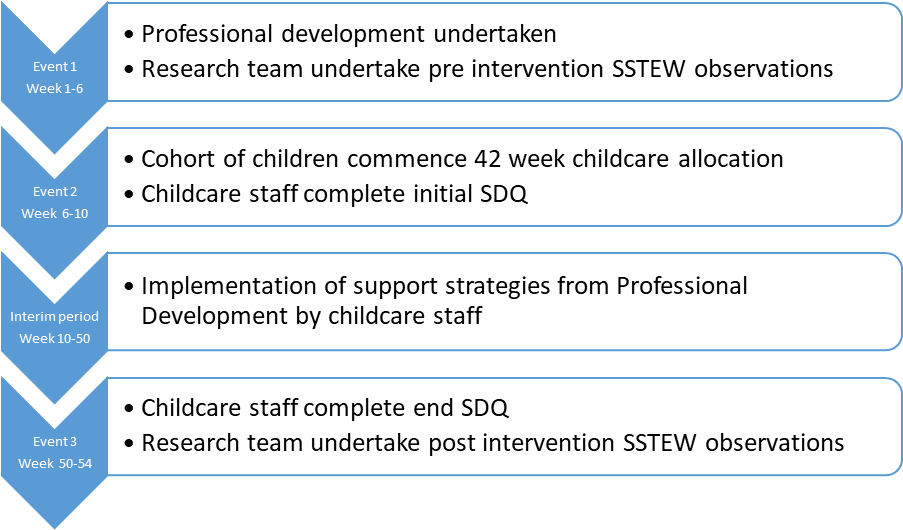 Event 1
Week 1-6
• Professional development undertaken
• Research team undertake pre intervention SSTEW observations
Event 2
Week 6-10
• Cohort of children commence 42 week childcare allocation
• Childcare staff complete initial SDQ
Interim period
Week 10-50
• Implementation of support strategies from Professional
Development by childcare staff
Event 3
Week 50-54
• Childcare staff complete end SDQ
• Research team undertake post intervention SSTEW observations